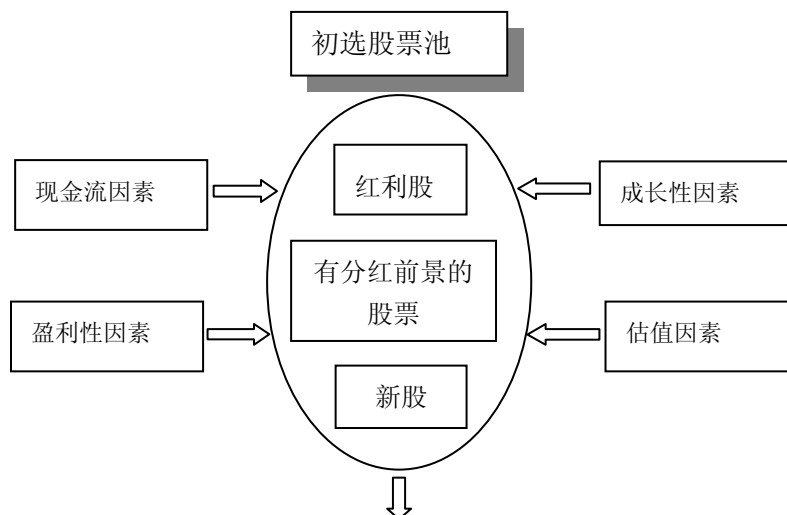 初选股票池
红利股
现金流因素
成长性因素
有分红前景的
股票
盈利性因素
估值因素
新股